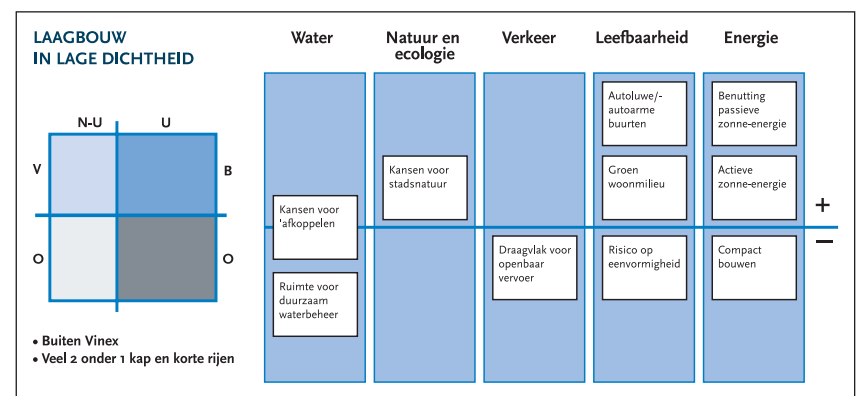 LAAGBOUW
IN LAGE DICHTHEID
N-U
U
V
B
O
O
• Buiten Vinex
• Veel 2 onder 1 kap en korte rijen
Water
Kansen voor
'afkoppelen
Ruimte voor
duurzaam
waterbeheer
Natuur en
ecologie
Kansen voor
stadsnatuur
Verkeer
Draagvlak voor
openbaar
vervoer
Leefbaarheid
Autoluwe/-
autoarme
buurten
Groen
woonmilieu
Risico op
eenvormigheid
Energie
Benutting
passieve
zonne-energie
Actieve
zonne-energie
Compact
bouwen
+
—